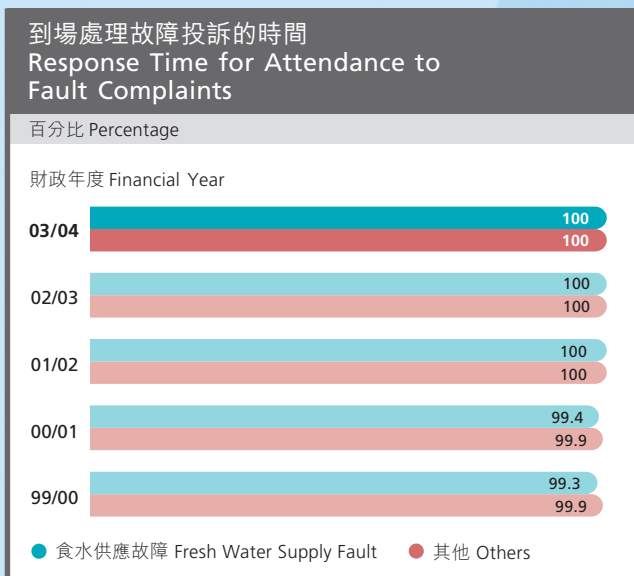 到場處理故障投訴的時間
Response Time for Attendance to
Fault Complaints
百分比 Percentage
財政年度 Financial Year
03/04
100
100
02/03
100
100
01/02
100
100
00/01
99.4
99.9
99/00
99.3
99.9
食水供應故障 Fresh Water Supply Fault 其他 Others